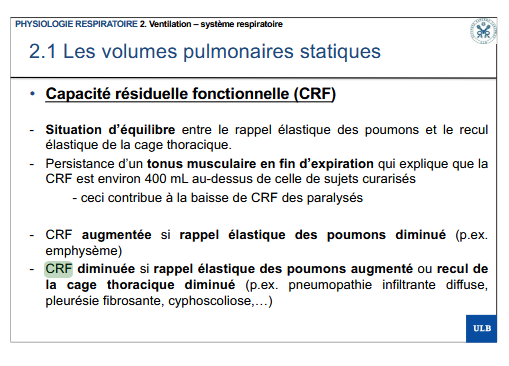 PHYSIOLOGIE RESPIRATOIRE 2. Ventilation – système respiratoire
2.1 Les volumes pulmonaires statiques
• Capacité résiduelle fonctionnelle (CRF)
- Situation d'équilibre entre le rappel élastique des poumons et le recul
élastique de la cage thoracique.
- Persistance d'un tonus musculaire en fin d'expiration qui explique que la
CRF est environ 400 mL au-dessus de celle de sujets curarisés
- ceci contribue à la baisse de CRF des paralysés
- CRF augmentée si rappel élastique des poumons diminué (p.ex.
emphysème)
- CRF diminuée si rappel élastique des poumons augmenté ou recul de
la cage thoracique diminué (p.ex. pneumopathie infiltrante diffuse,
pleurésie fibrosante, cyphoscoliose,…)
ULB